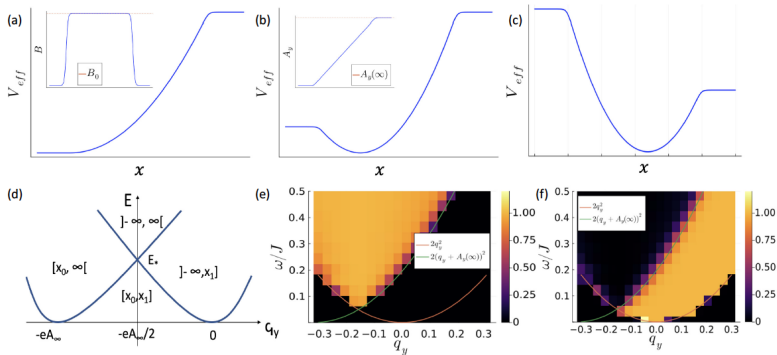 (a)
V_eff
B
B_0
x
(b)
V_eff
A_y
A_y(∞)
x
(c)
V_eff
x
(d)
E
]-∞, ∞[
[x_0, ∞[
E_*
]-∞,x_1]
[x_0,x_1]
-eA_∞
-eA_∞/2
0
q_y
(e)
ω/J
0.5
0.4
0.3
0.2
0.1
2q_y^2
2(q_y + A_y(∞))^2
−0.3 −0.2 −0.1 0.0 0.1 0.2 0.3
q_y
1.00
0.75
0.50
0.25
0
(f)
ω/J
0.5
0.4
0.3
0.2
0.1
2q_y^2
2(q_y + A_y(∞))^2
−0.3 −0.2 −0.1 0.0 0.1 0.2 0.3
q_y
1.00
0.75
0.50
0.25
0